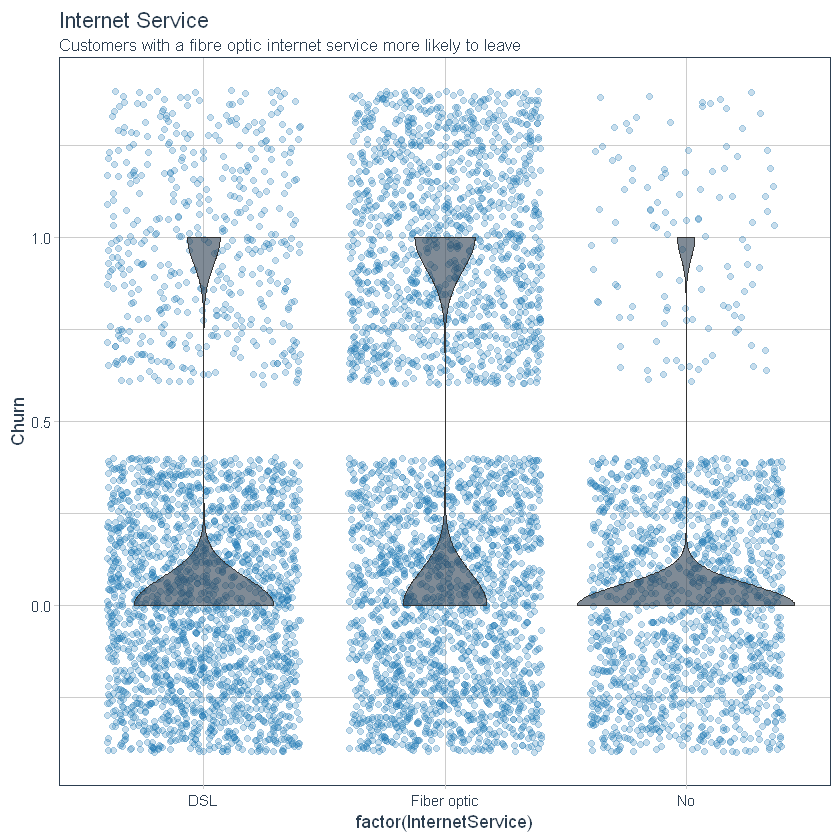 Internet Service
Customers with a fibre optic internet service more likely to leave
1.0
0.5
0.0
Churn
DSL
Fiber optic
No
factor(InternetService)